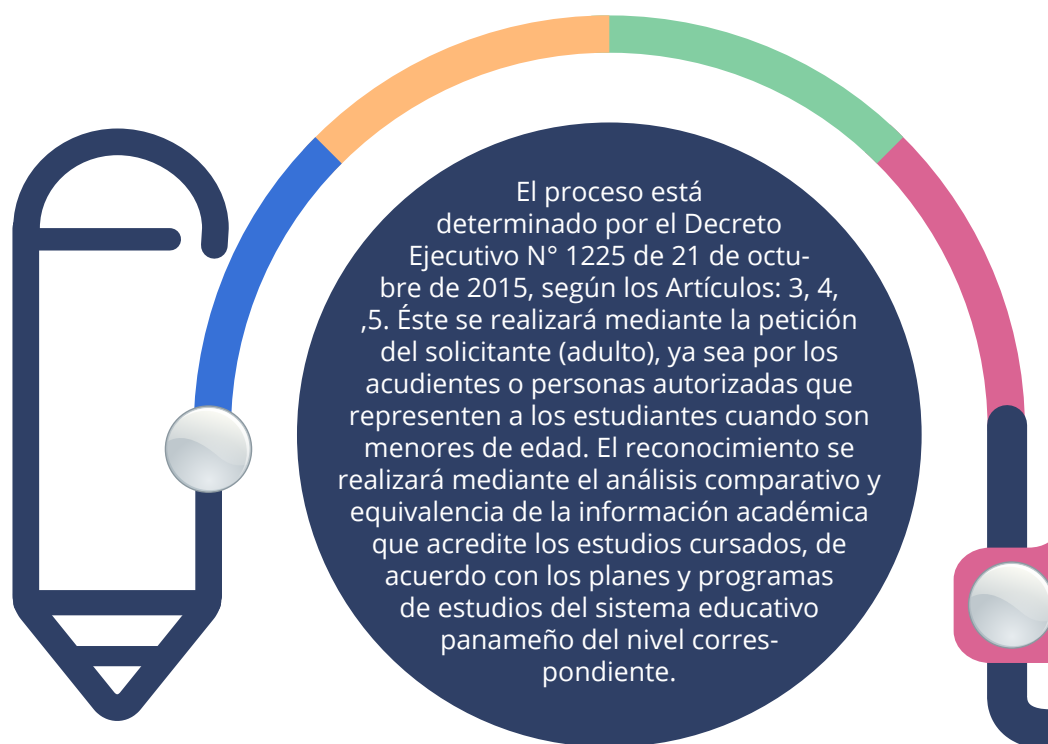 El proceso está
determinado por el Decreto
Ejecutivo N° 1225 de 21 de octu-
bre de 2015, según los Artículos: 3, 4,
,5. Éste se realizará mediante la petición
del solicitante (adulto), ya sea por los
acudientes o personas autorizadas que
representen a los estudiantes cuando son
menores de edad. El reconocimiento se
realizará mediante el análisis comparativo y
equivalencia de la información académica
que acredite los estudios cursados, de
acuerdo con los planes y programas
de estudios del sistema educativo
panameño del nivel corres-
pondiente.